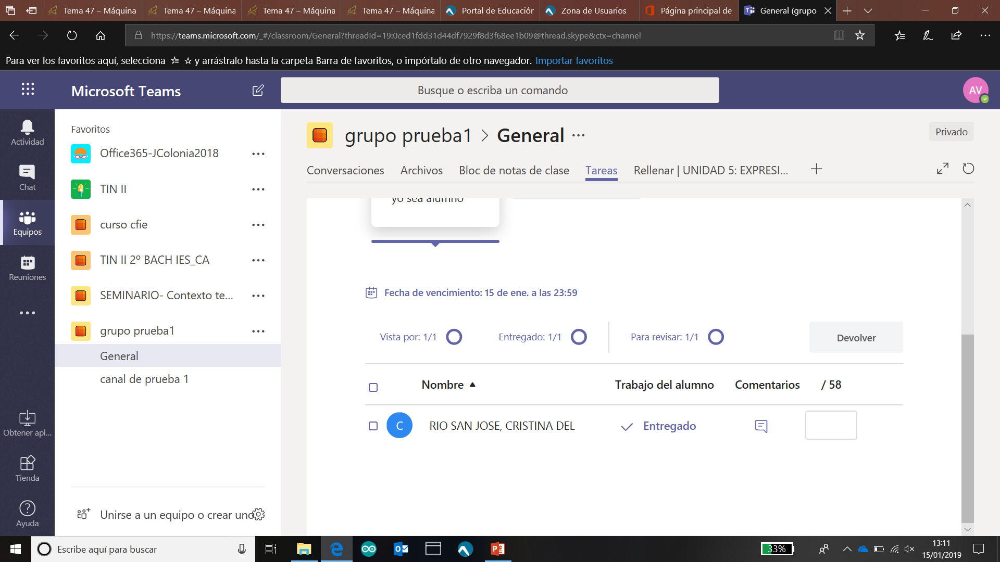 Tema 47 – Máquina
Tema 47 – Máquina
Tema 47 – Máquina
Tema 47 – Máquina
Portal de Educación
Zona de Usuarios
Página principal de
General (grupo
https://teams.microsoft.com/_#/classroom/General?threadId=19:0ced1fdd31d44df7929f8d3f68ee1b09@thread.skype&ctx=channel
Para ver los favoritos aquí, selecciona y arrástralo hasta la carpeta Barra de favoritos, o impórtalo de otro navegador. Importar favoritos
Microsoft Teams
Busque o escriba un comando
AV
Actividad
Chat
Equipos
Reuniones
Obtener apl...
Tienda
Ayuda
Favoritos
Office365-JColonia2018
TIN II
curso cfie
TIN II 2º BACH IES_CA
SEMINARIO- Contexto te...
grupo prueba1
General
canal de prueba 1
Unirse a un equipo o crear uno
grupo prueba1 > General ...
Privado
Conversaciones
Archivos
Bloc de notas de clase
Tareas
Rellenar | UNIDAD 5: EXPRESI...
yo sea alumno
Fecha de vencimiento: 15 de ene. a las 23:59
Vista por: 1/1
Entregado: 1/1
Para revisar: 1/1
Devolver
Nombre
Trabajo del alumno
Comentarios
/ 58
C
RIO SAN JOSE, CRISTINA DEL
Entregado
Escribe aquí para buscar
33%
13:11
15/01/2019